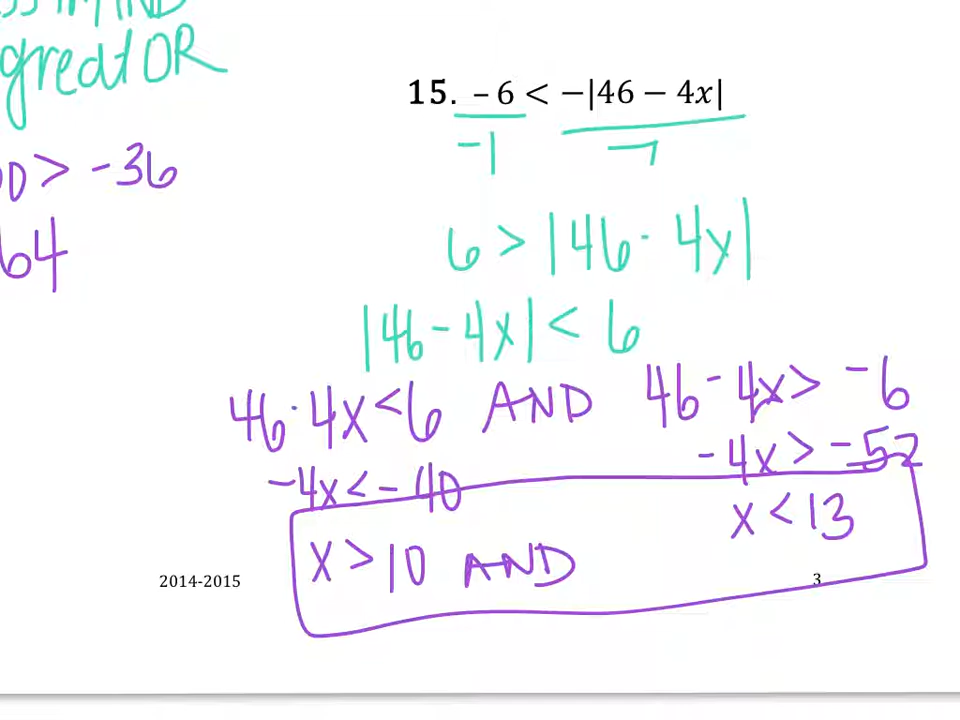 greatOR
> -36
64
15. – 6 < −|46 − 4x|
-1 -1
6 > |46 - 4x|
|46 - 4x| < 6
46 - 4x < 6 AND 46 - 4x > -6
-4x < - 40 -4x > -52
x > 10 AND x < 13
2014-2015 3